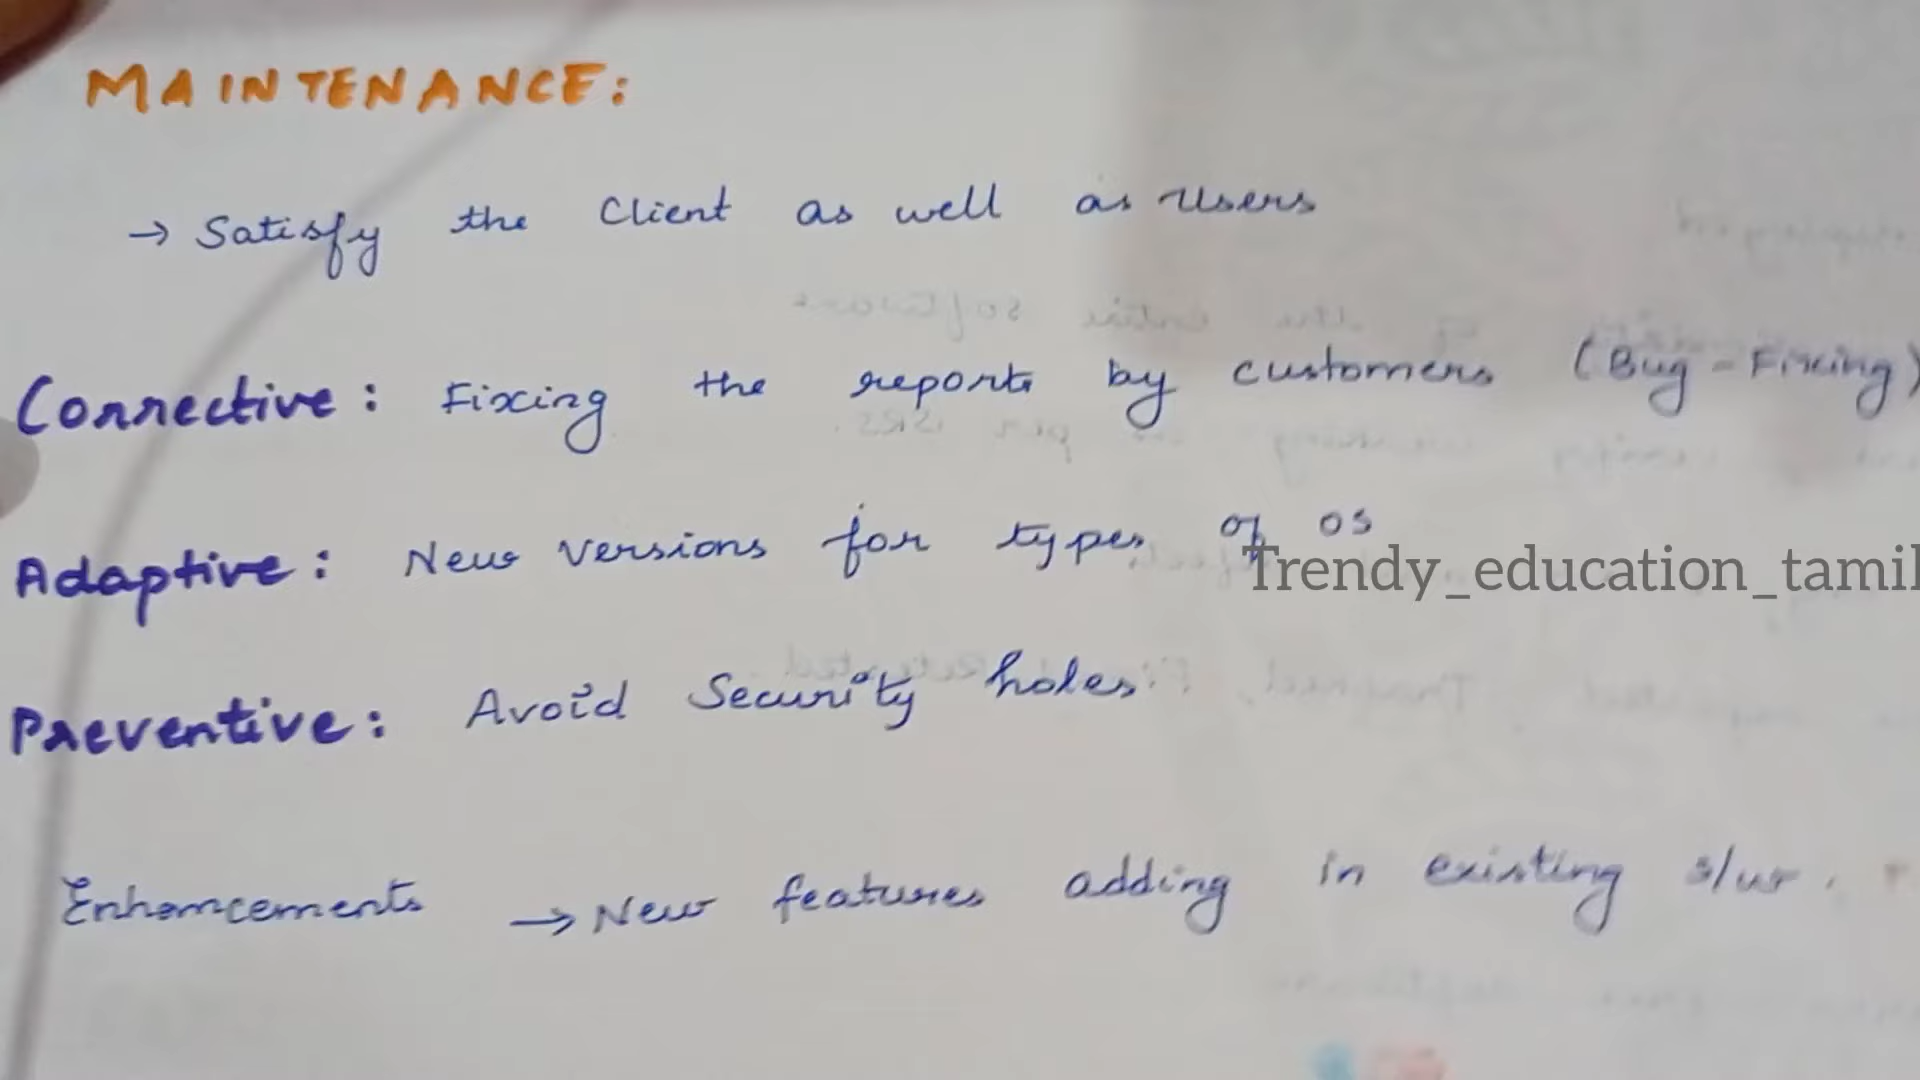 MAINTENANCE:
→ Satisfy the Client as well as Users
Corrective: Fixing the reports by customers (Bug-Fixing)
Adaptive: New versions for types of OS
Trendy_education_tamil
Preventive: Avoid Security holes
Enhancements → New features adding in existing s/w.